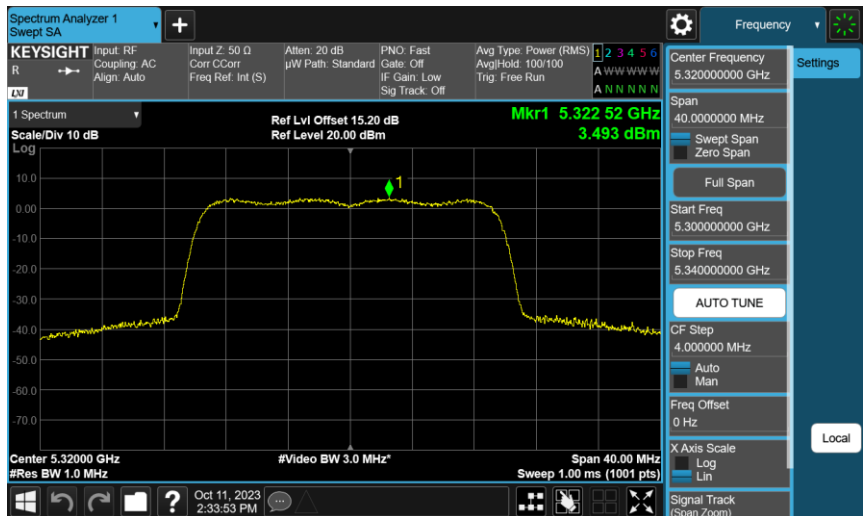 Spectrum Analyzer 1
Swept SA
Frequency
KEYSIGHT
R
LXI
Input: RF
Coupling: AC
Align: Auto
Input Z: 50 Ω
Corr CCorr
Freq Ref: Int (S)
Atten: 20 dB
µW Path: Standard
PNO: Fast
Gate: Off
IF Gain: Low
Sig Track: Off
Avg Type: Power (RMS)
Avg|Hold: 100/100
Trig: Free Run
1 2 3 4 5 6
A W W W W W
A N N N N N
1 Spectrum
Scale/Div 10 dB
Log
Ref Lvl Offset 15.20 dB
Ref Level 20.00 dBm
Mkr1 5.322 52 GHz
3.493 dBm
1
10.0
0.00
-10.0
-20.0
-30.0
-40.0
-50.0
-60.0
-70.0
Center 5.32000 GHz
#Res BW 1.0 MHz
#Video BW 3.0 MHz*
Span 40.00 MHz
Sweep 1.00 ms (1001 pts)
Center Frequency
5.320000000 GHz
Span
40.0000000 MHz
Swept Span
Zero Span
Full Span
Start Freq
5.300000000 GHz
Stop Freq
5.340000000 GHz
AUTO TUNE
CF Step
4.000000 MHz
Auto
Man
Freq Offset
0 Hz
X Axis Scale
Log
Lin
Signal Track
(Span Zoom)
Settings
Local
?
Oct 11, 2023
2:33:53 PM